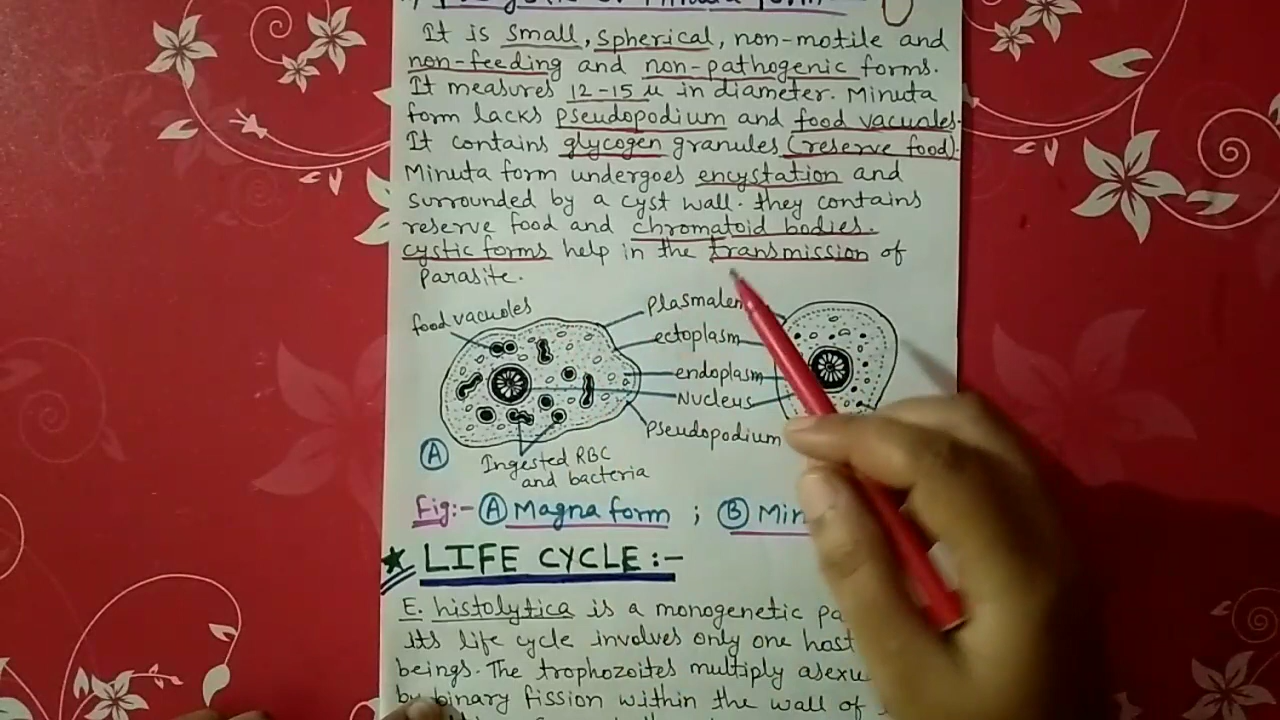 It is small, spherical, non-motile and
non-feeding and non-pathogenic forms.
It measures 12-15 µ in diameter. Minuta
form lacks pseudopodium and food vacuoles.
It contains glycogen granules (reserve food).
Minuta form undergoes encystation and
surrounded by a cyst wall. they contains
reserve food and chromatoid bodies.
cystic forms help in the transmission of
parasite.
food vacuoles
plasmalem
ectoplasm
endoplasm
Nucleus
pseudopodium
Ingested RBC
and bacteria
A
Fig:- A Magna form ; B Min
★ LIFE CYCLE:-
E. histolytica is a monogenetic pa
its life cycle involves only one host
beings. The trophozoites multiply asexu
by binary fission within the wall of